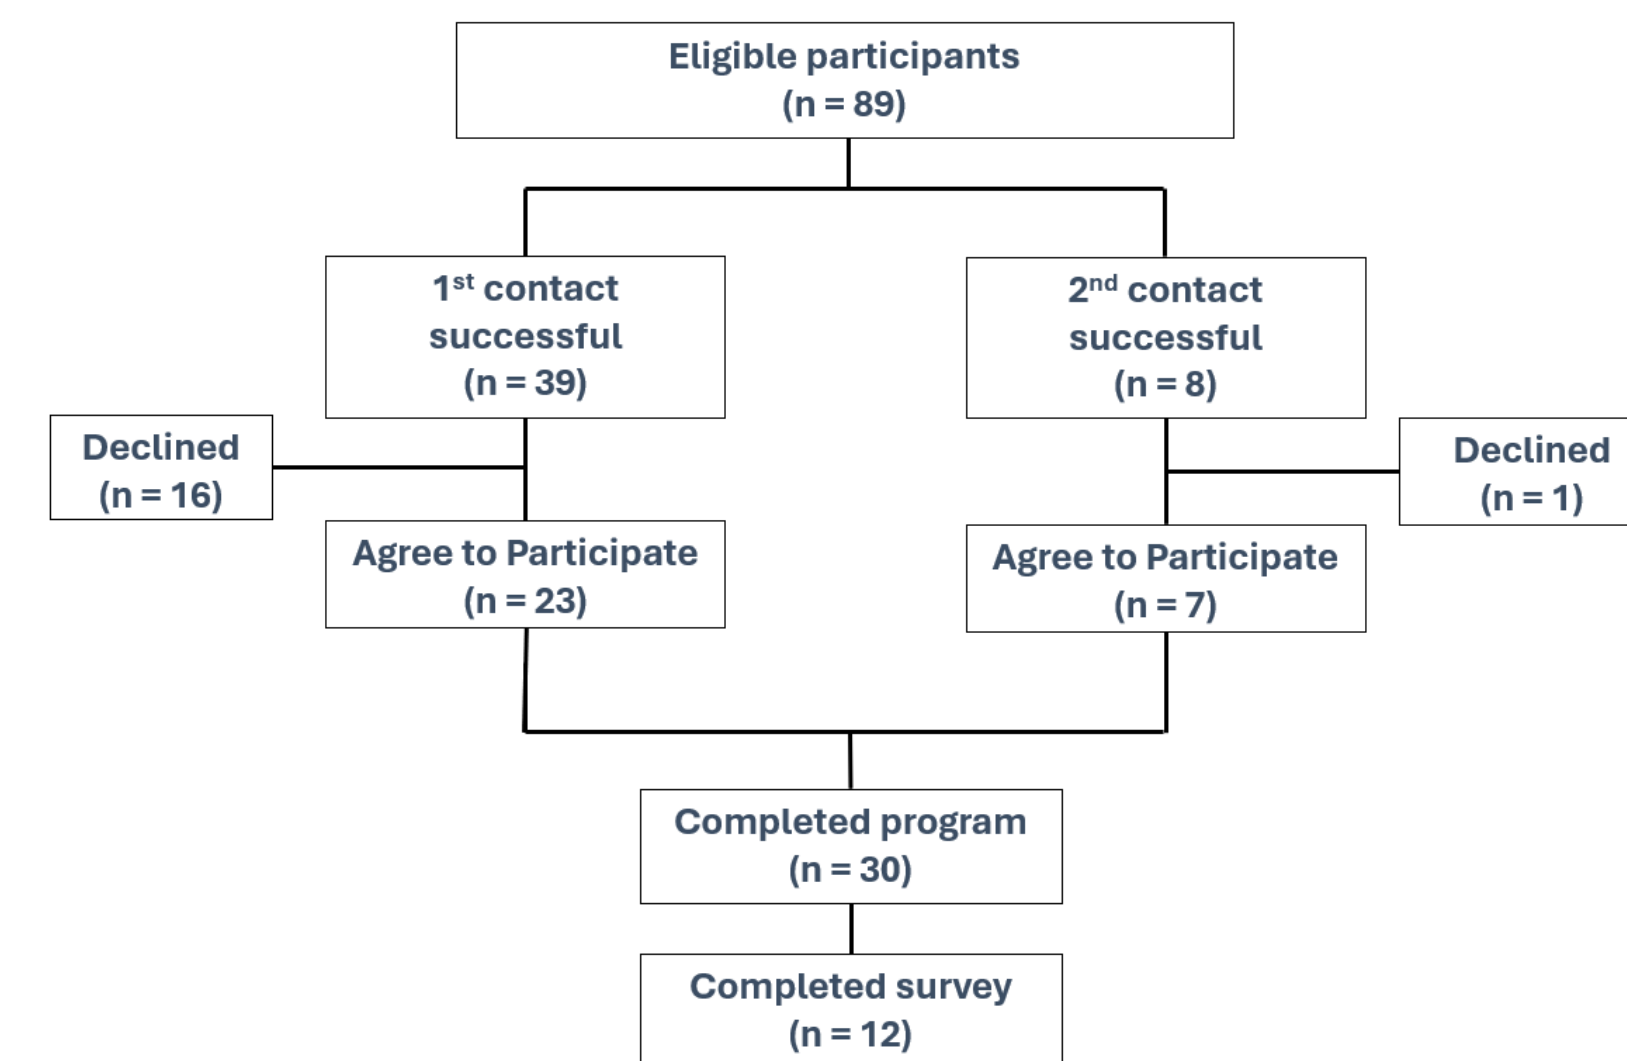 Eligible participants
(n = 89)
1st contact
successful
(n = 39)
2nd contact
successful
(n = 8)
Declined
(n = 16)
Declined
(n = 1)
Agree to Participate
(n = 23)
Agree to Participate
(n = 7)
Completed program
(n = 30)
Completed survey
(n = 12)